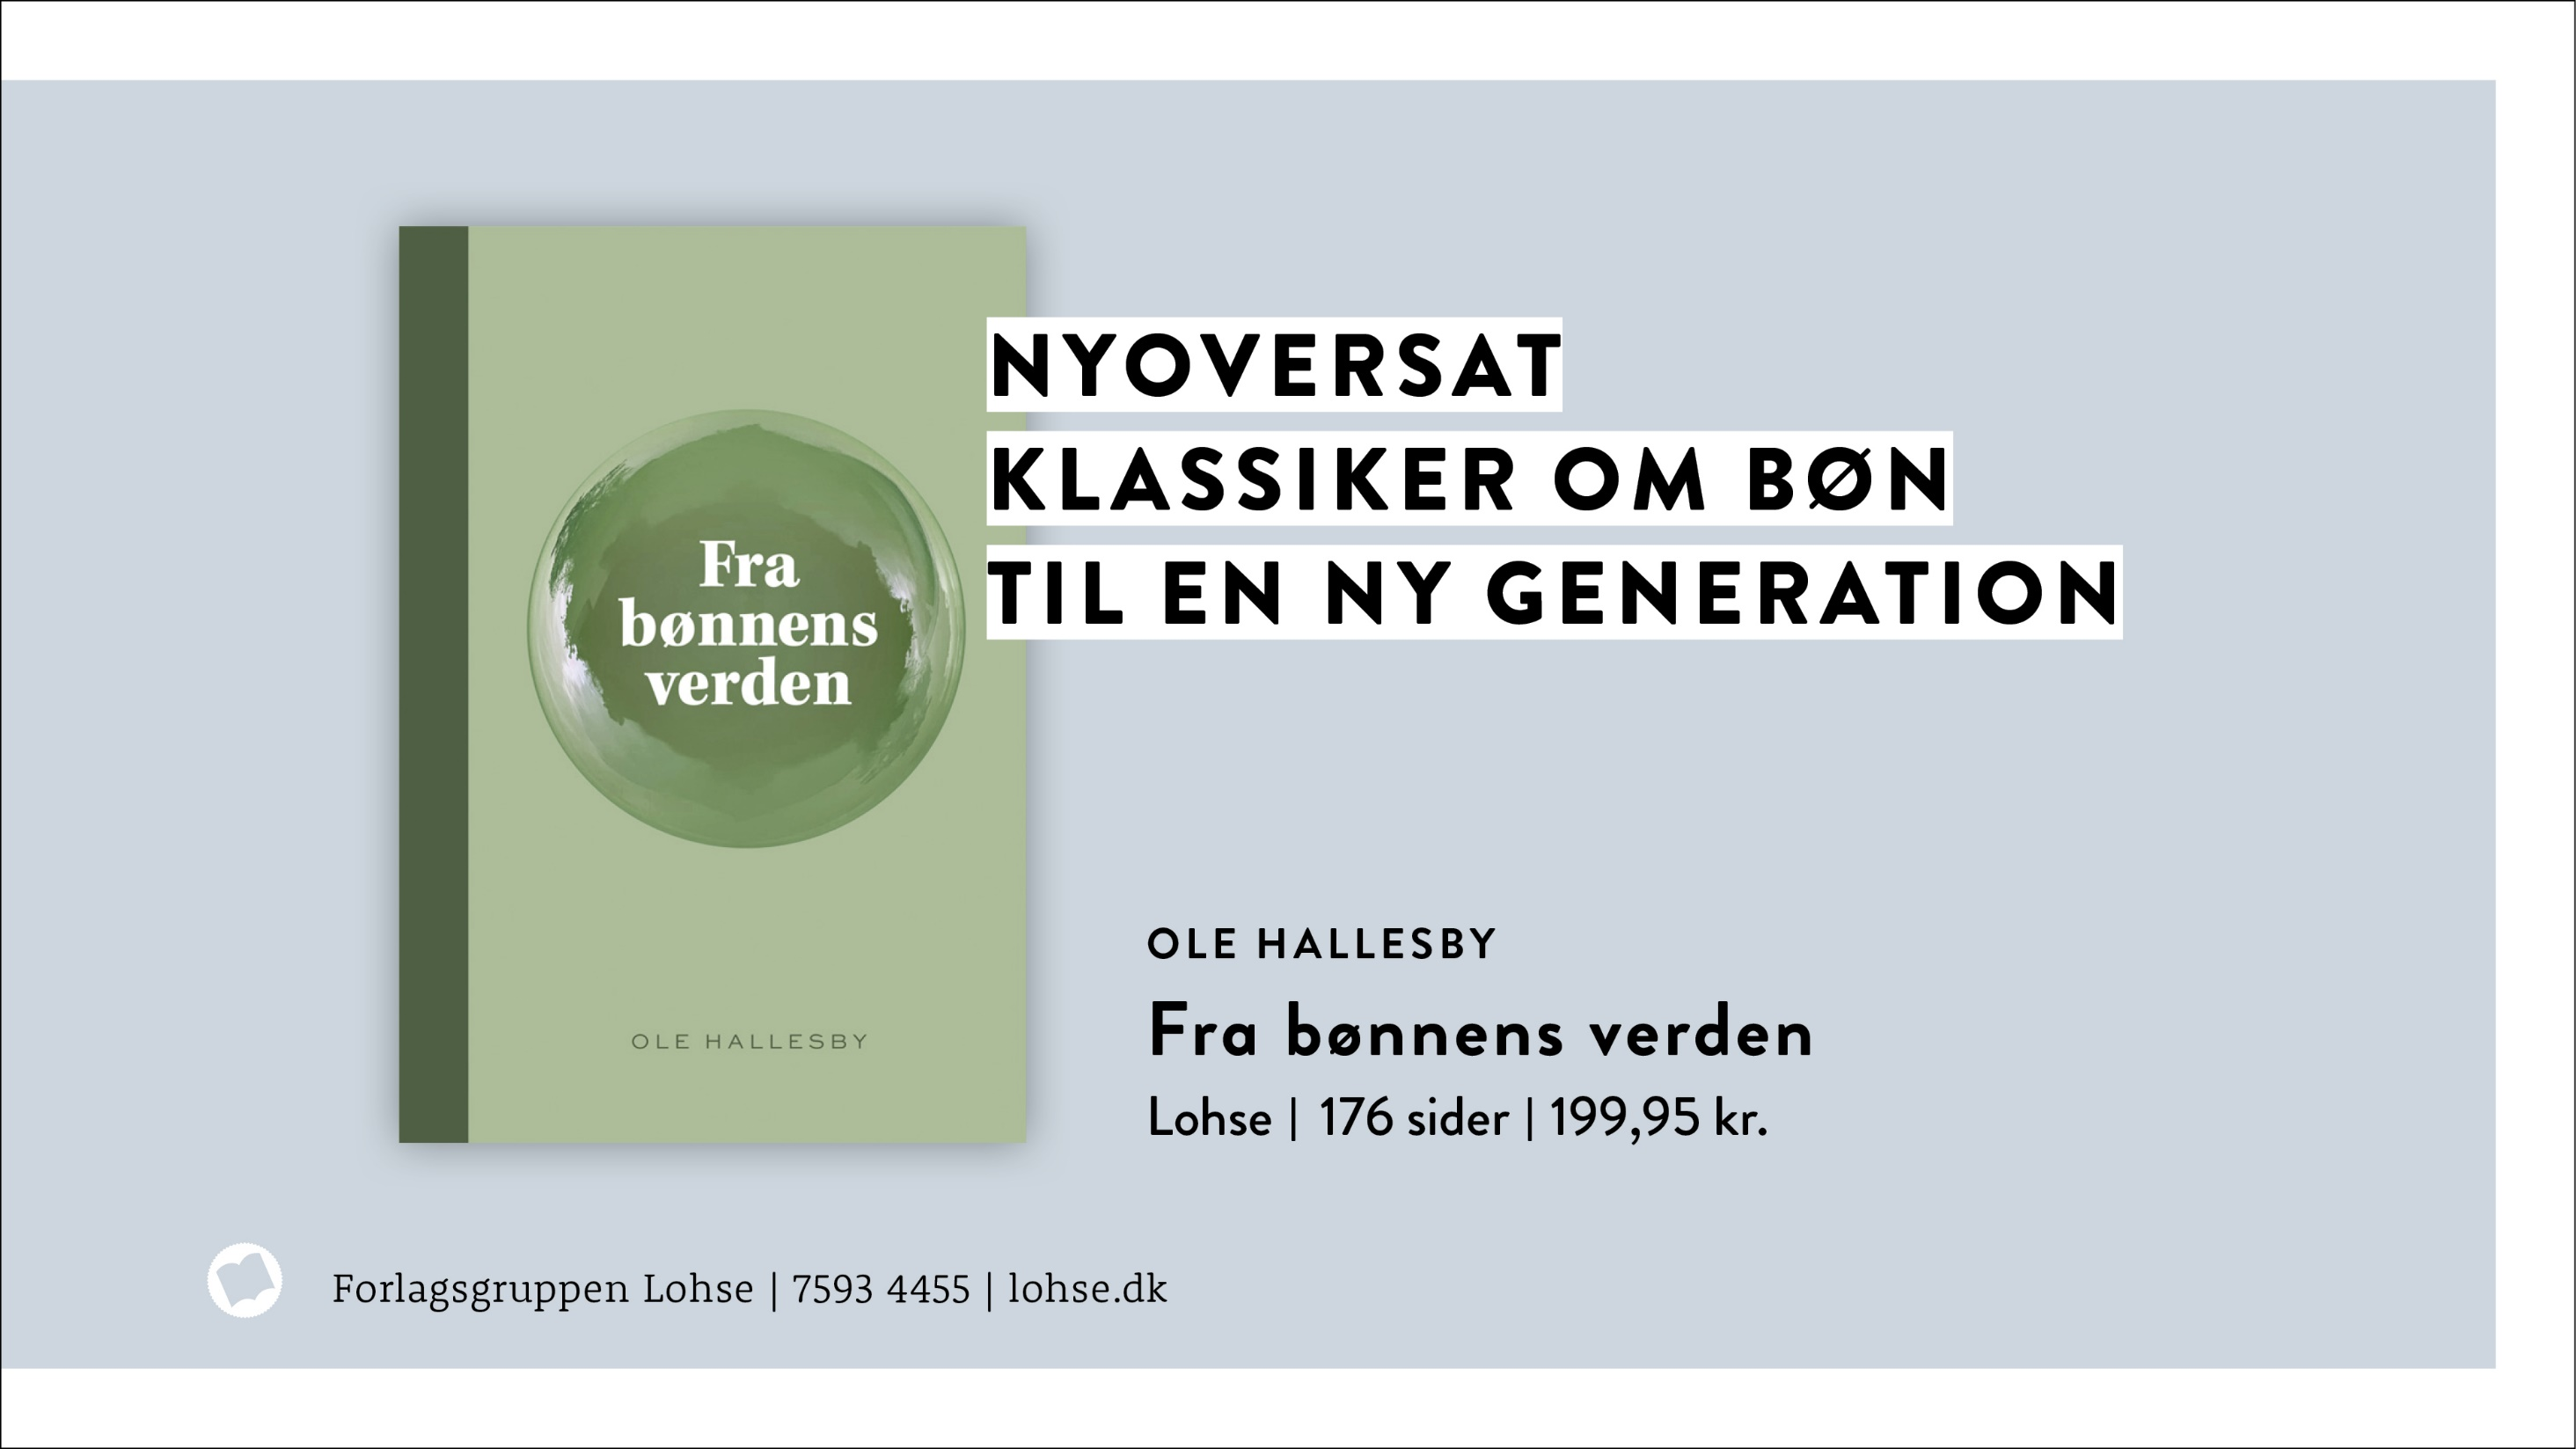 Fra
bønnens
verden
OLE HALLESBY
NYOVERSAT
KLASSIKER OM BØN
TIL EN NY GENERATION
OLE HALLESBY
Fra bønnens verden
Lohse | 176 sider | 199,95 kr.
Forlagsgruppen Lohse | 7593 4455 | lohse.dk